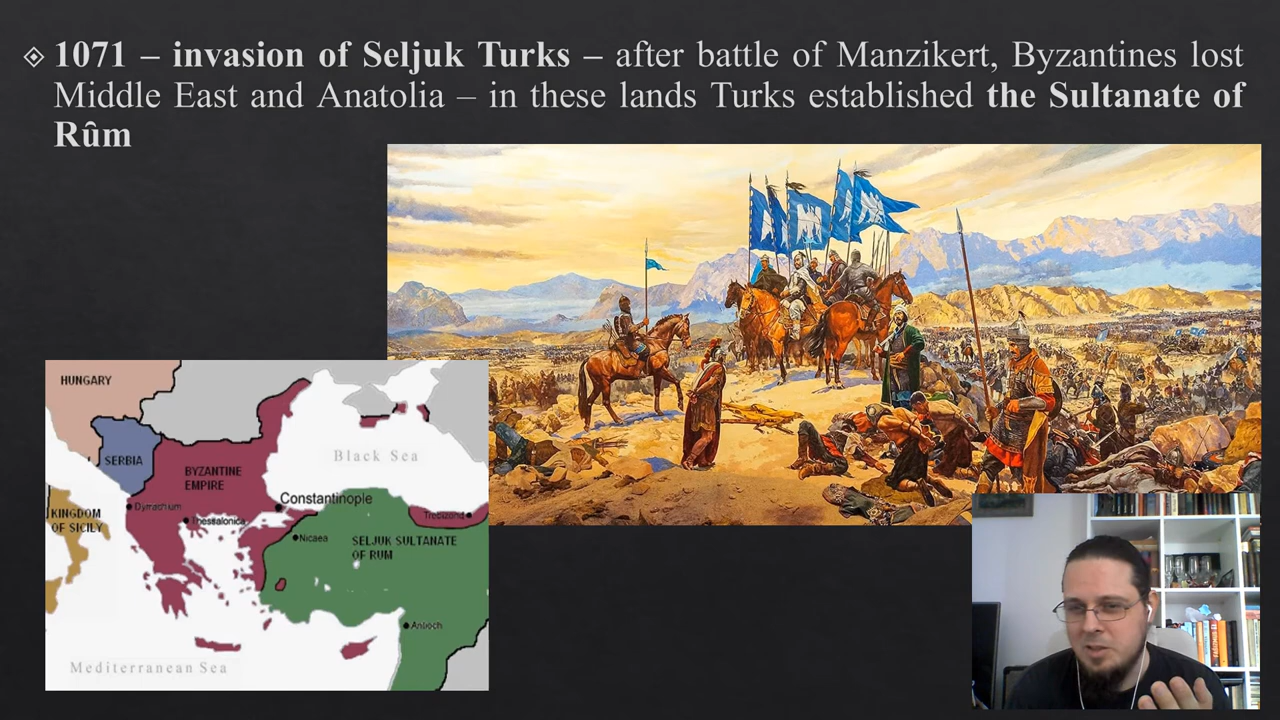 1071 – invasion of Seljuk Turks – after battle of Manzikert, Byzantines lost
Middle East and Anatolia – in these lands Turks established the Sultanate of
Rûm
HUNGARY
SERBIA
BYZANTINE
EMPIRE
Black Sea
Constantinople
KINGDOM
OF SICILY
Dyrrachium
Thessalonica
Trebizond
Nicaea
SELJUK SULTANATE
OF RUM
Antioch
Mediterranean Sea